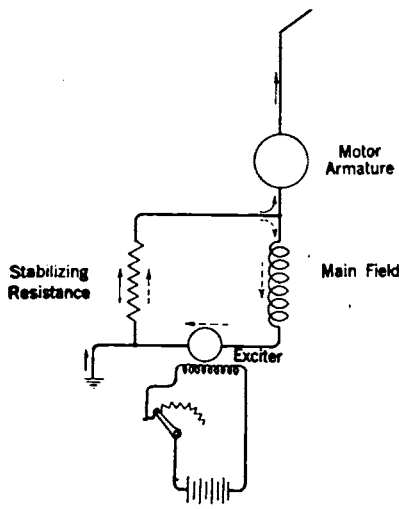 Motor
Armature
Stabilizing
Resistance
Main Field
Exciter